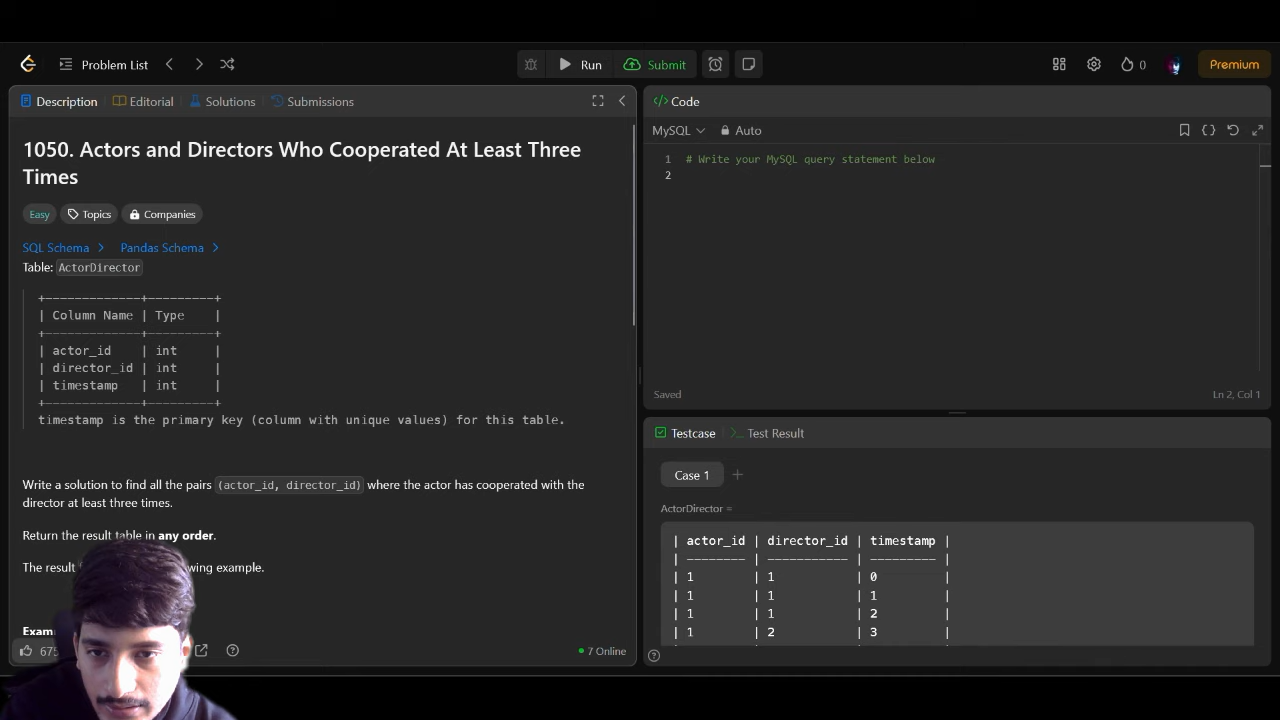 Problem List
Run
Submit
0
Premium
Description
Editorial
Solutions
Submissions
1050. Actors and Directors Who Cooperated At Least Three
Times
Easy
Topics
Companies
SQL Schema
Pandas Schema
Table: ActorDirector
+-------------+---------+
| Column Name | Type    |
+-------------+---------+
| actor_id    | int     |
| director_id | int     |
| timestamp   | int     |
+-------------+---------+
timestamp is the primary key (column with unique values) for this table.
Write a solution to find all the pairs (actor_id, director_id) where the actor has cooperated with the
director at least three times.
Return the result table in any order.
The result wing example.
Exam
675
7 Online
</> Code
MySQL
Auto
1 # Write your MySQL query statement below
2
Saved
Ln 2, Col 1
Testcase
Test Result
Case 1
+
ActorDirector =
| actor_id | director_id | timestamp |
| -------- | ----------- | --------- |
| 1        | 1           | 0         |
| 1        | 1           | 1         |
| 1        | 1           | 2         |
| 1        | 2           | 3         |